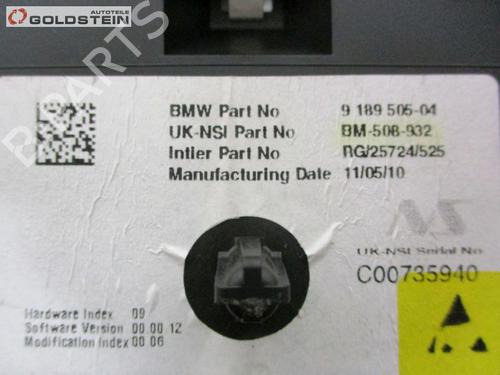 Autoteile
GOLDSTEIN
B-PARTS
BMW Part No 9 189 505-04
UK-NSI Part No BM-508-932
Intier Part No RG/25724/525
Manufacturing Date 11/05/10
NS
UK-NSI Serial No
C00735940
Hardware Index 09
Software Version 00.00 12
Modification Index 00 06